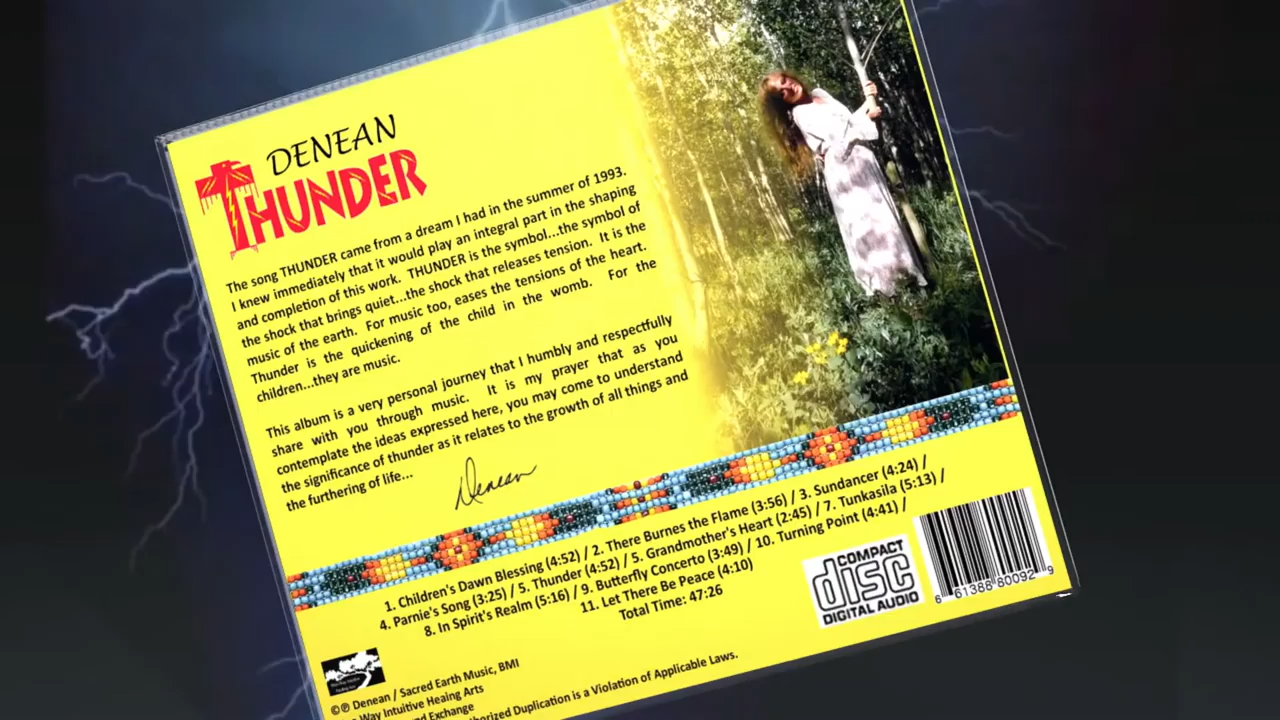 DENEAN
THUNDER
The song THUNDER came from a dream I had in the summer of 1993.
I knew immediately that it would play an integral part in the shaping
and completion of this work. THUNDER is the symbol...the symbol of
the shock that brings quiet...the shock that releases tension. It is the
music of the earth. For music too, eases the tensions of the heart.
Thunder is the quickening of the child in the womb. For the
children...they are music.
This album is a very personal journey that I humbly and respectfully
share with you through music. It is my prayer that as you
contemplate the ideas expressed here, you may come to understand
the significance of thunder as it relates to the growth of all things and
the furthering of life...
Denean
1. Children's Dawn Blessing (4:52) / 2. There Burnes the Flame (3:56) / 3. Sundancer (4:24) /
4. Parnie's Song (3:25) / 5. Thunder (4:52) / 5. Grandmother's Heart (2:45) / 7. Tunkasila (5:13) /
8. In Spirit's Realm (5:16) / 9. Butterfly Concerto (3:49) / 10. Turning Point (4:41) /
11. Let There Be Peace (4:10)
Total Time: 47:26
COMPACT
disc
DIGITAL AUDIO
6 61388 80092 9
©℗ Denean / Sacred Earth Music, BMI
Way Intuitive Heaing Arts
Exchange
Duplication is a Violation of Applicable Laws.